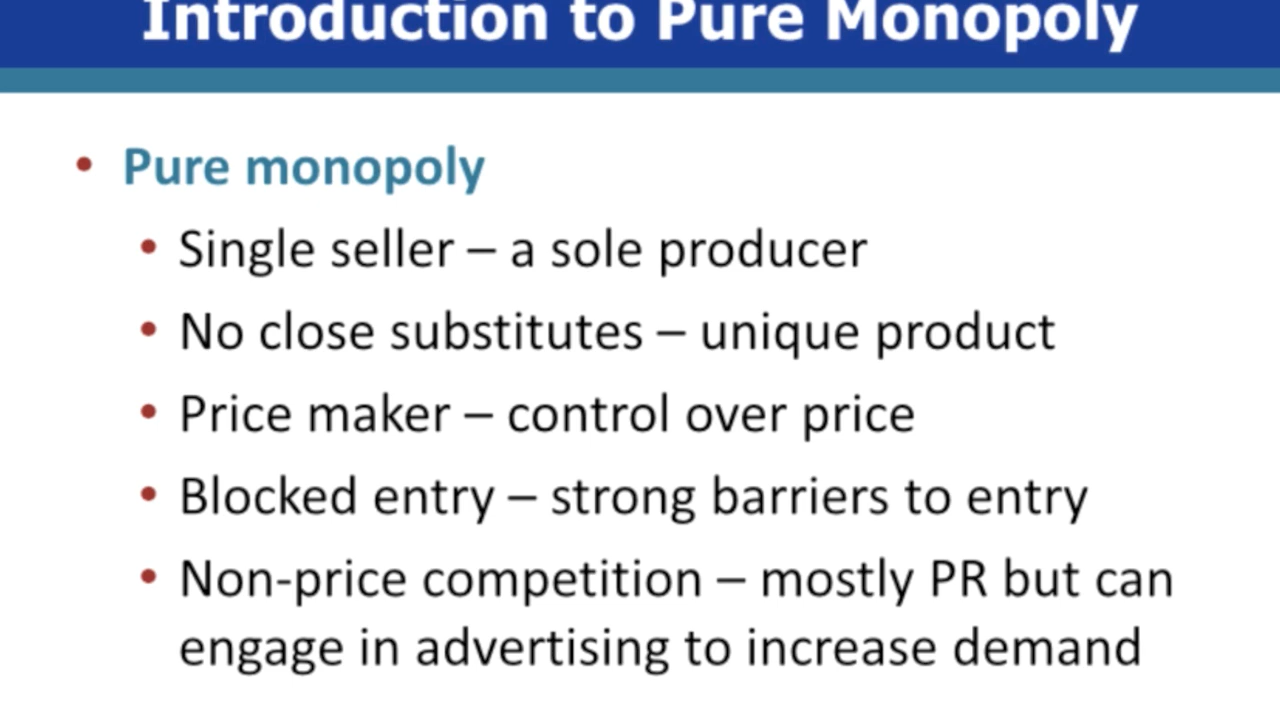 Introduction to Pure Monopoly
• Pure monopoly
• Single seller – a sole producer
• No close substitutes – unique product
• Price maker – control over price
• Blocked entry – strong barriers to entry
• Non-price competition – mostly PR but can
engage in advertising to increase demand